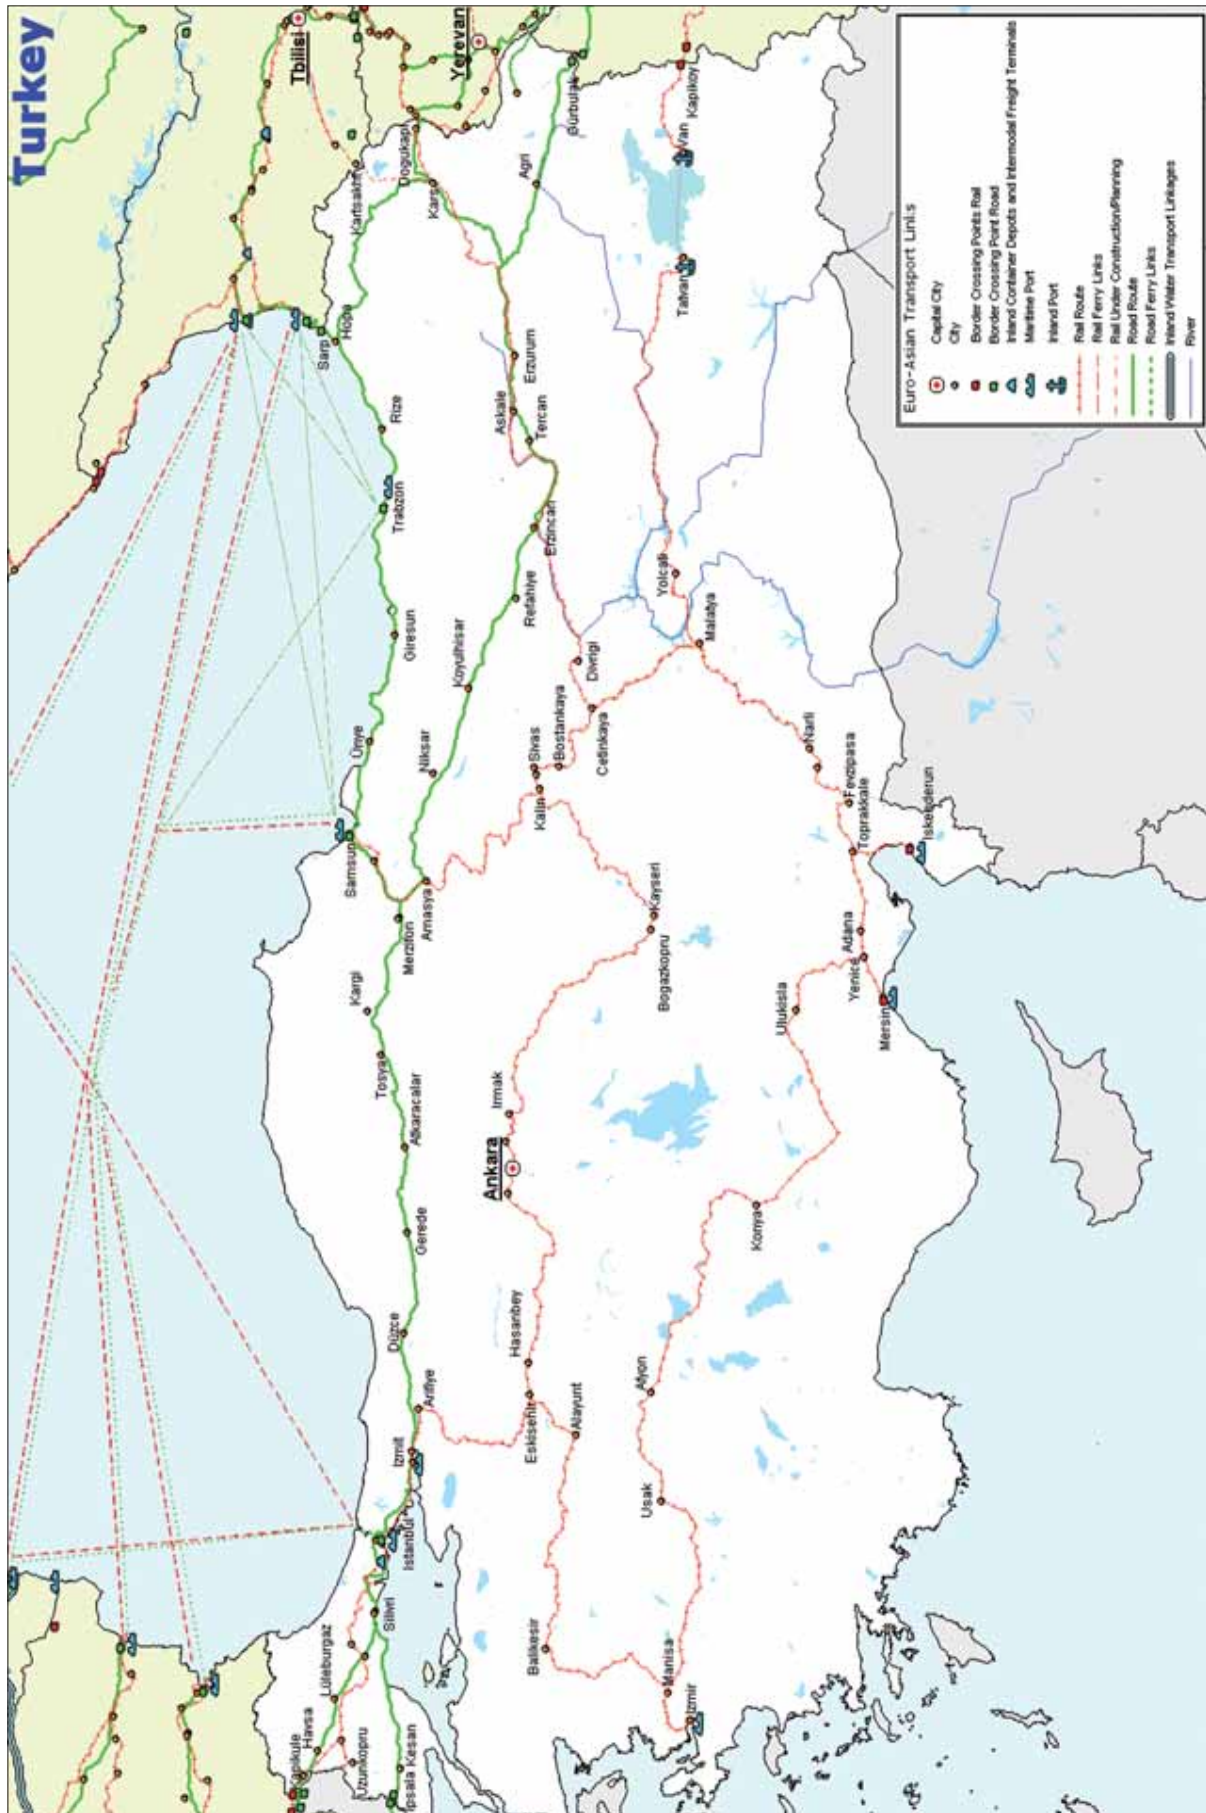 Turkey
Tbilisi
Yerevan
Kartsakhi
Dogukapi
Kars
Agri
Gurbulak
Van
Kapikoy
Tatvan
Sarp
Hopa
Rize
Trabzon
Giresun
Ünye
Samsun
Erzurum
Askale
Tercan
Erzincan
Refahiye
Koyulhisar
Niksar
Amasya
Merzifon
Kargi
Tosya
Atkaracalar
Gerede
Düzce
Arifiye
Izmit
Istanbul
Silivri
Lüleburgaz
Havsa
Kapikule
Uzunkopru
Ipsala
Kesan
Divrigi
Cetinkaya
Bostankaya
Sivas
Kalin
Kayseri
Bogazkopru
Irmak
Ankara
Hasanbey
Eskisehir
Alayunt
Balikesir
Manisa
Izmir
Usak
Afyon
Konya
Ulukisla
Yenice
Adana
Mersin
Toprakkale
Iskenderun
Fevzipasa
Narli
Malatya
Yolcati
Euro-Asian Transport Links
Capital City
City
Border Crossing Points Rail
Border Crossing Point Road
Inland Container Depots and Intermodal Freight Terminals
Maritime Port
Inland Port
Rail Route
Rail Ferry Links
Rail Under Construction/Planning
Road Route
Road Ferry Links
Inland Water Transport Linkages
River